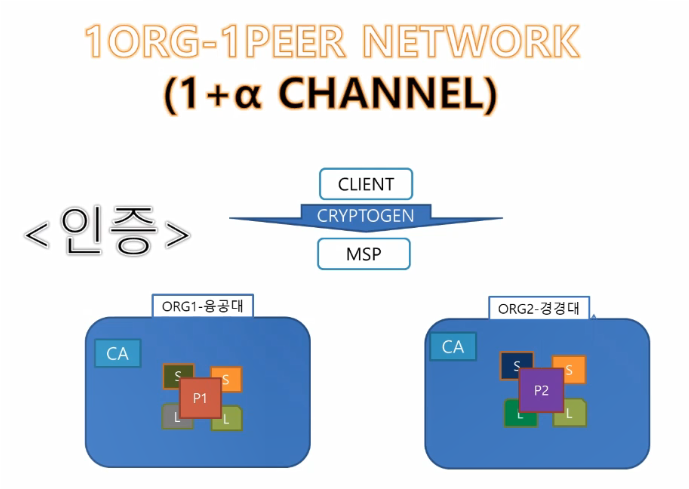 1ORG-1PEER NETWORK
(1+α CHANNEL)
CLIENT
CRYPTOGEN
<인증>
MSP
ORG1-융공대
ORG2-경경대
CA
CA
S
S
P1
L
L
S
S
P2
L
L